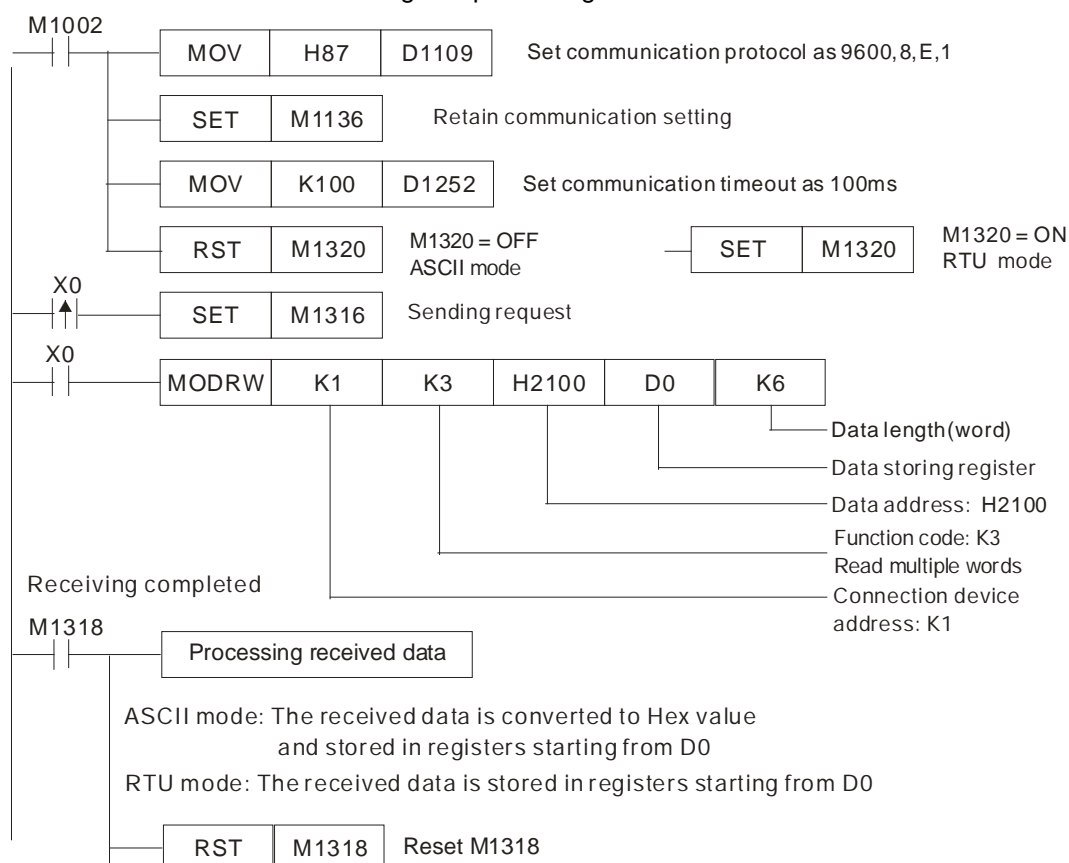 M1002
MOV H87 D1109 Set communication protocol as 9600,8,E,1
SET M1136 Retain communication setting
MOV K100 D1252 Set communication timeout as 100ms
RST M1320 M1320 = OFF
ASCII mode
SET M1320 M1320 = ON
RTU mode
X0
SET M1316 Sending request
X0
MODRW K1 K3 H2100 D0 K6
Data length(word)
Data storing register
Data address: H2100
Function code: K3
Read multiple words
Connection device
address: K1
Receiving completed
M1318
Processing received data
ASCII mode: The received data is converted to Hex value
and stored in registers starting from D0
RTU mode: The received data is stored in registers starting from D0
RST M1318 Reset M1318